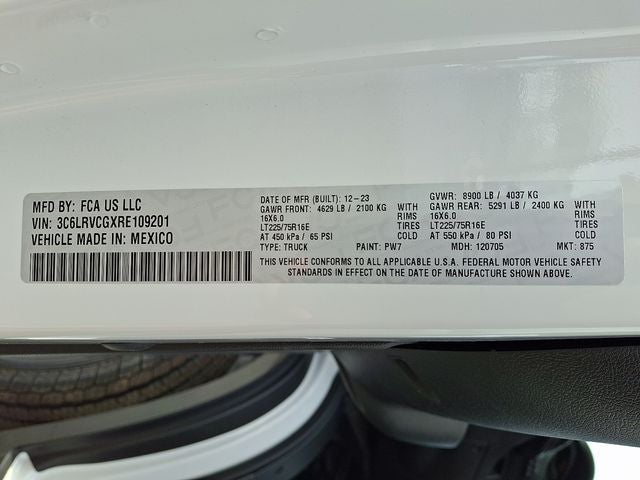 MFD BY: FCA US LLC
VIN: 3C6LRVCGXRE109201
VEHICLE MADE IN: MEXICO
DATE OF MFR (BUILT): 12-23
GAWR FRONT: 4629 LB / 2100 KG WITH
16X6.0 RIMS
LT225/75R16E TIRES
AT 450 kPa / 65 PSI COLD
TYPE: TRUCK PAINT: PW7
GVWR: 8900 LB / 4037 KG
GAWR REAR: 5291 LB / 2400 KG WITH
16X6.0 RIMS
LT225/75R16E TIRES
AT 550 kPa / 80 PSI COLD
MDH: 120705 MKT: 875
THIS VEHICLE CONFORMS TO ALL APPLICABLE U.S.A. FEDERAL MOTOR VEHICLE SAFETY
STANDARDS IN EFFECT ON THE DATE OF MANUFACTURE SHOWN ABOVE.